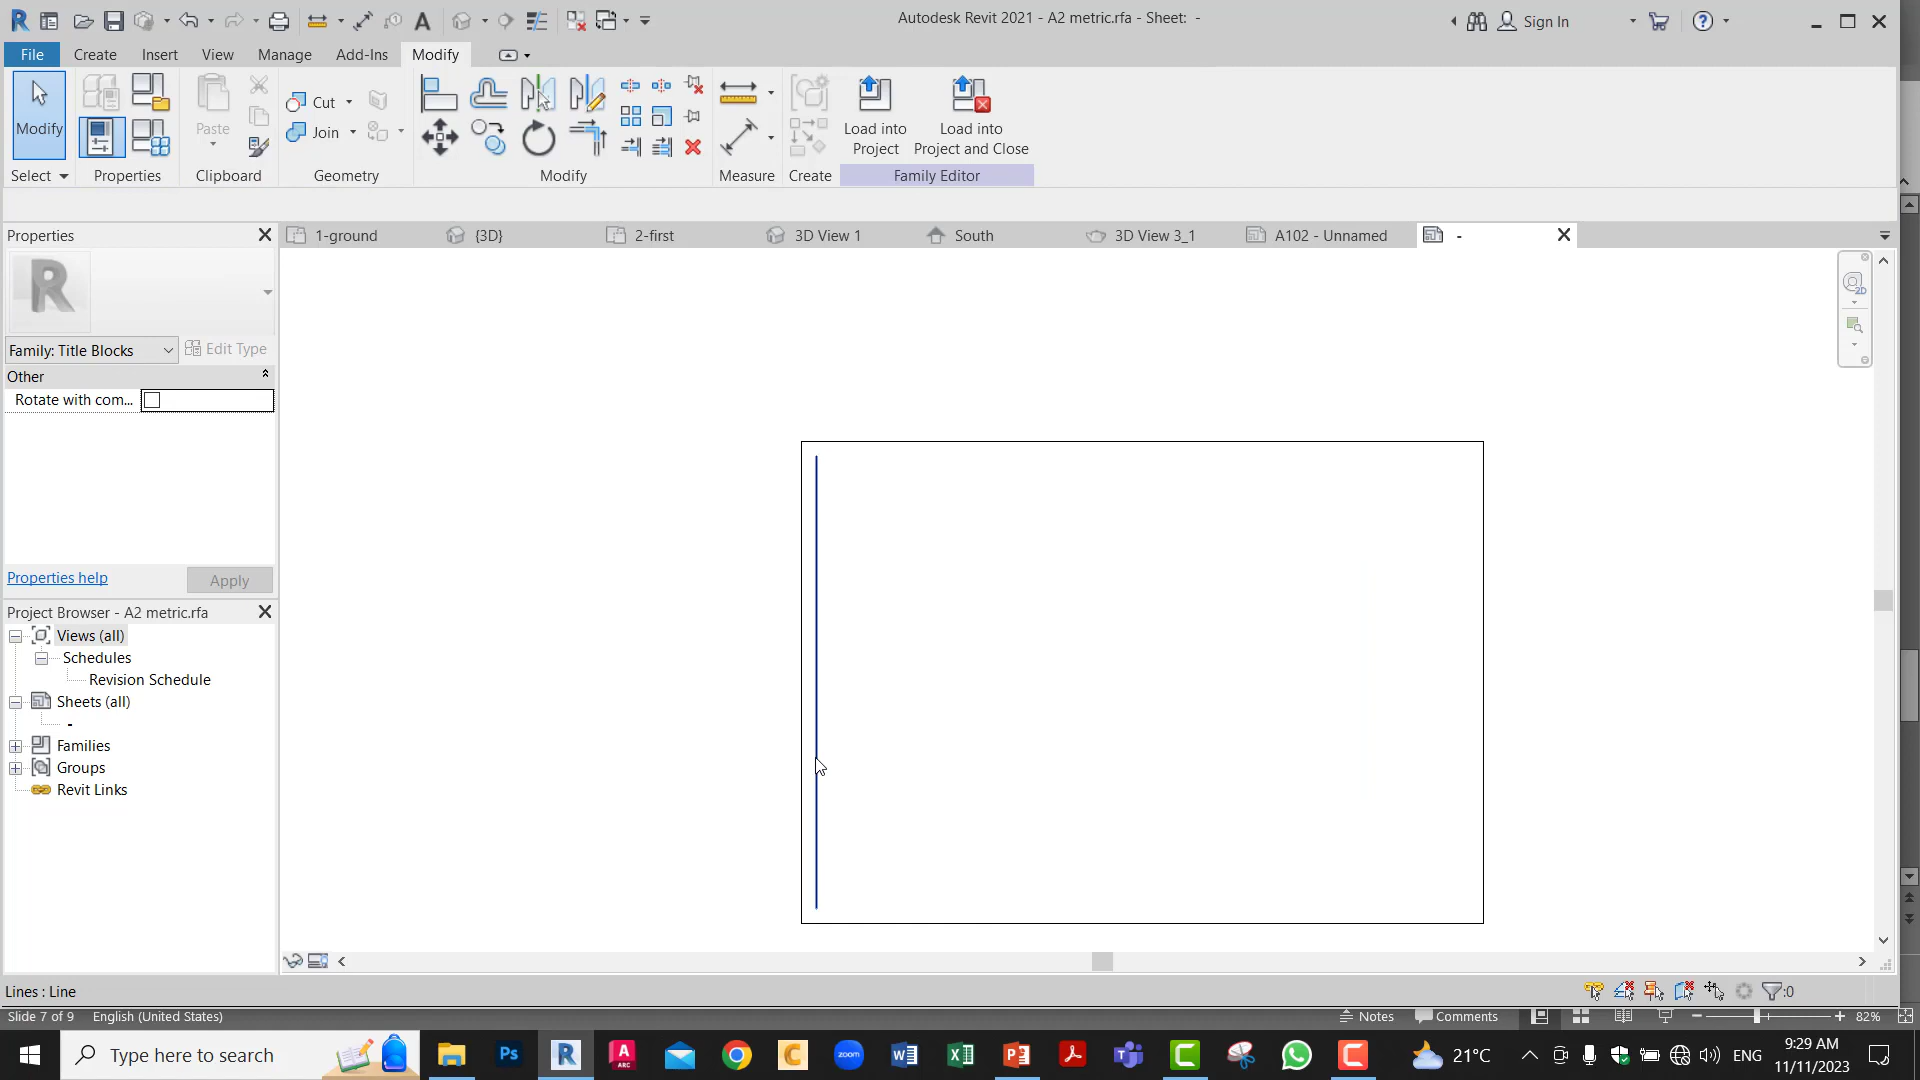 Autodesk Revit 2021 - A2 metric.rfa - Sheet: -
Sign In
File Create Insert View Manage Add-Ins Modify
Modify
Paste
Cut
Join
Load into Project
Load into Project and Close
Select Properties Clipboard Geometry Modify Measure Create Family Editor
Properties
1-ground {3D} 2-first 3D View 1 South 3D View 3_1 A102 - Unnamed -
R
2D
Family: Title Blocks Edit Type
Other
Rotate with com...
Properties help Apply
Project Browser - A2 metric.rfa
Views (all)
Schedules
Revision Schedule
Sheets (all)
-
Families
Groups
Revit Links
Lines : Line
:0
Slide 7 of 9 English (United States) Notes Comments 82%
Type here to search
Ps
R
A
ARC
C
zoom
21°C
ENG
9:29 AM
11/11/2023